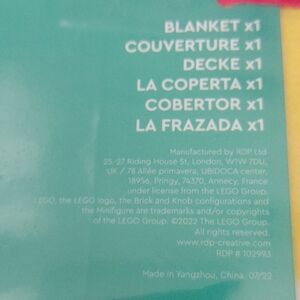 BLANKET x1
COUVERTURE x1
DECKE x1
LA COPERTA x1
COBERTOR x1
LA FRAZADA x1
Manufactured by RDP Ltd
25-27 Riding House St, London, W1W 7DU,
UK / 78 Allée primavera, UBIDOCA center,
18956, Pringy, 74370, Annecy, France
under license from the LEGO Group.
LEGO, the LEGO logo, the Brick and Knob configurations and
the Minifigure are trademarks and/or copyrights
of the LEGO Group. ©2022 The LEGO Group.
All rights reserved.
www.rdp-creative.com
RDP # 102993
Made in Yangzhou, China. 07/22